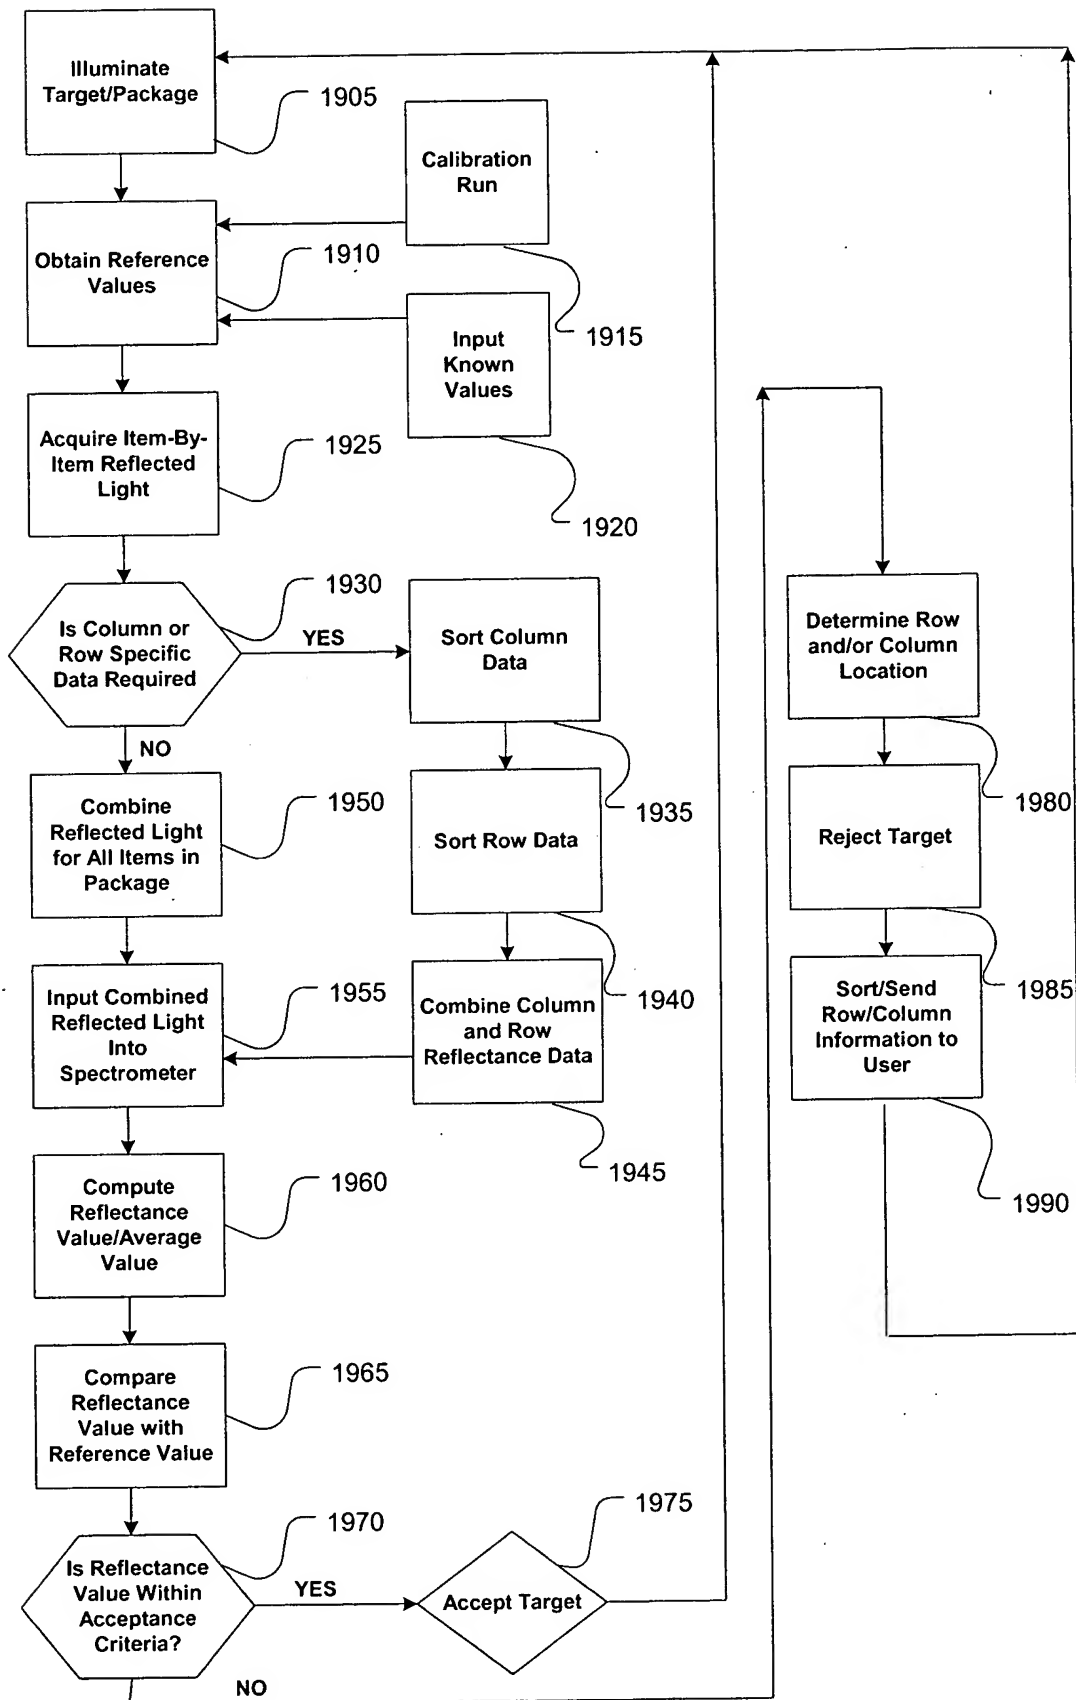 Illuminate
Target/Package
1905
Calibration
Run
1915
Obtain Reference
Values
1910
Input
Known
Values
1920
Acquire Item-By-
Item Reflected
Light
1925
Is Column or
Row Specific
Data Required
1930
YES
NO
Sort Column
Data
1935
Sort Row Data
1940
Combine Column
and Row
Reflectance Data
1945
Combine
Reflected Light
for All Items in
Package
1950
Input Combined
Reflected Light
Into
Spectrometer
1955
Compute
Reflectance
Value/Average
Value
1960
Compare
Reflectance
Value with
Reference Value
1965
Is Reflectance
Value Within
Acceptance
Criteria?
1970
YES
NO
Accept Target
1975
Determine Row
and/or Column
Location
1980
Reject Target
1985
Sort/Send
Row/Column
Information to
User
1990